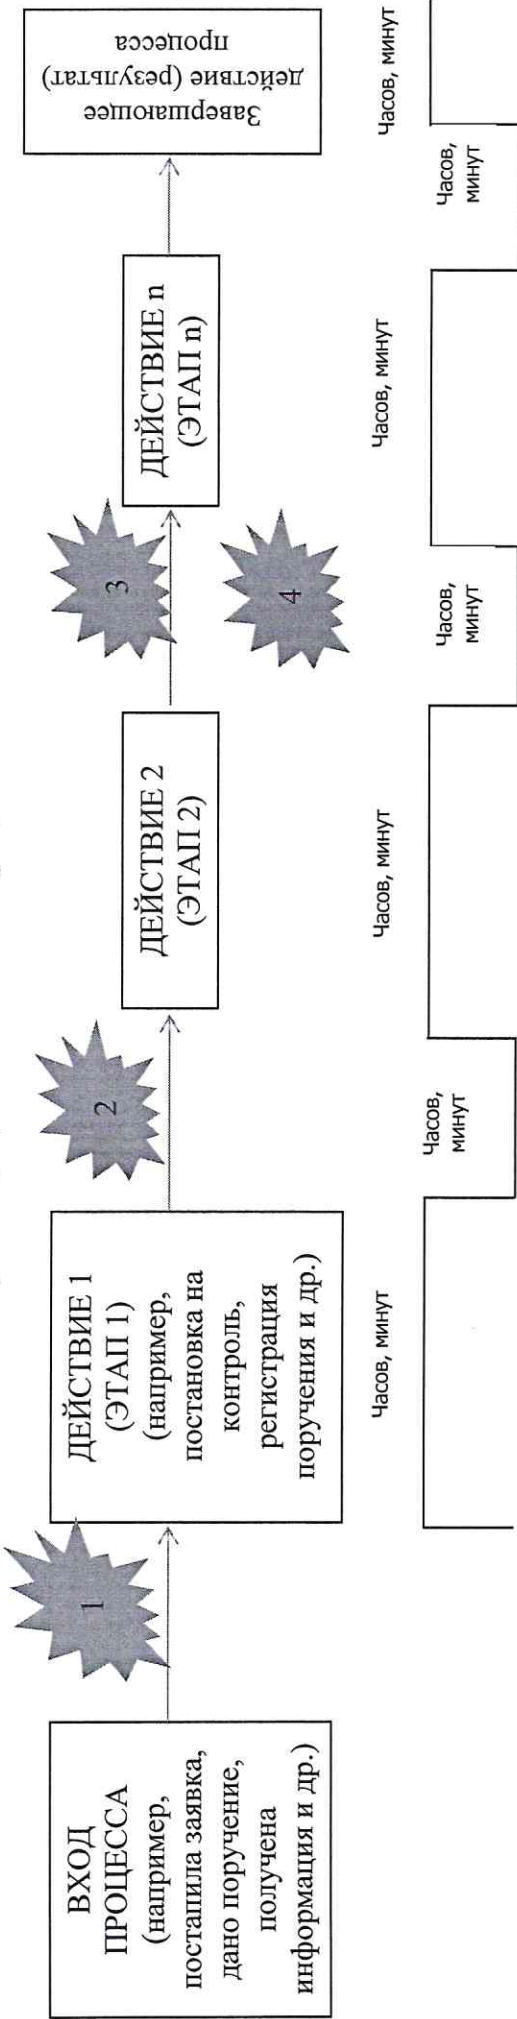 ВХОД
ПРОЦЕССА
(например,
постапила заявка,
дано поручение,
получена
информация и др.)
1
ДЕЙСТВИЕ 1
(ЭТАП 1)
(например,
постановка на
контроль,
регистрация
поручения и др.)
2
ДЕЙСТВИЕ 2
(ЭТАП 2)
3
4
ДЕЙСТВИЕ n
(ЭТАП n)
Завершающее
действие (результат)
процесса
Часов, минут
Часов,
минут
Часов, минут
Часов,
минут
Часов, минут
Часов,
минут
Часов, минут